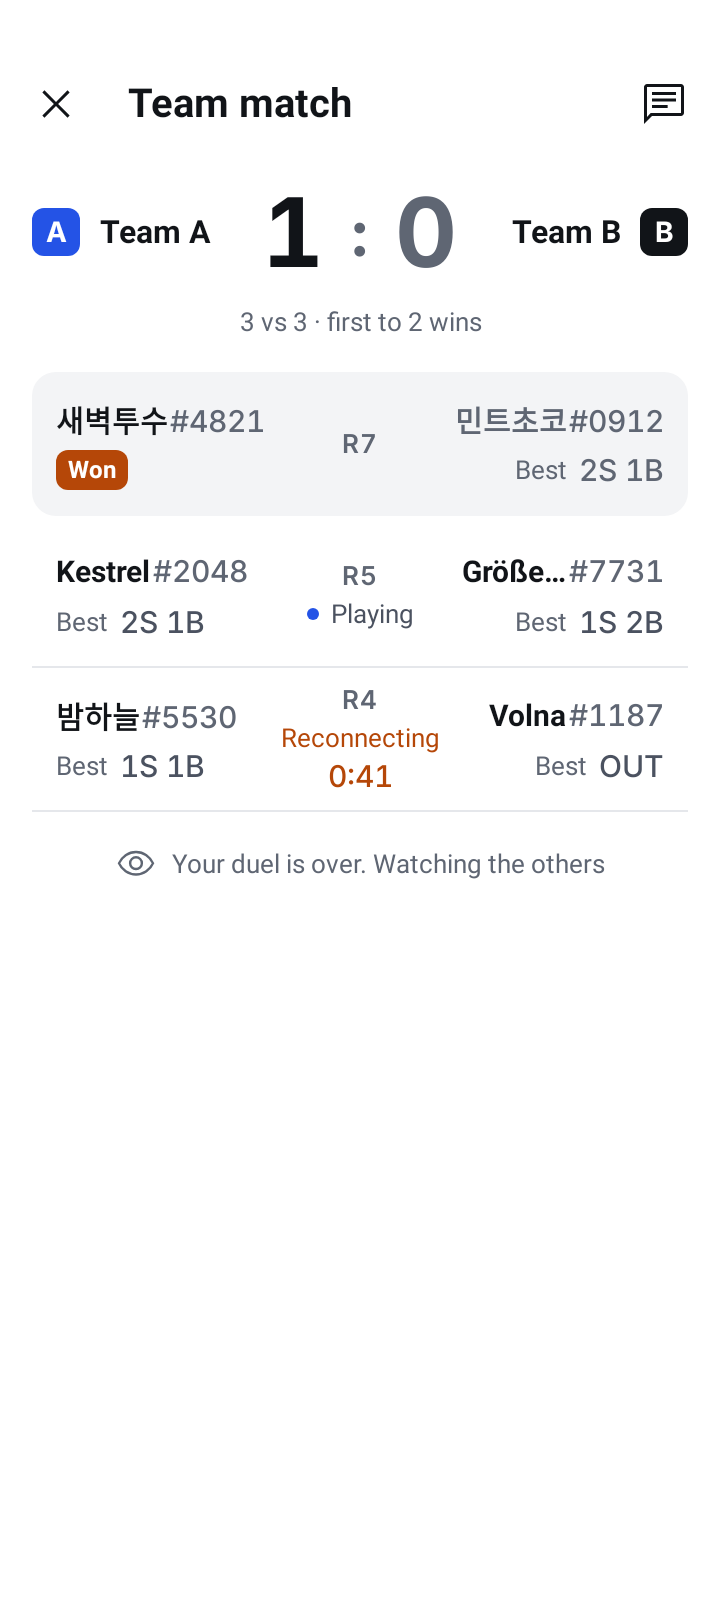 Team match
A Team A 1 : 0 Team B B
3 vs 3 · first to 2 wins
새벽투수#4821 R7 민트초코#0912
Won Best 2S 1B
Kestrel#2048 R5 Größe...#7731
Best 2S 1B Playing Best 1S 2B
밤하늘#5530 R4 Volna#1187
Reconnecting
Best 1S 1B 0:41 Best OUT
Your duel is over. Watching the others